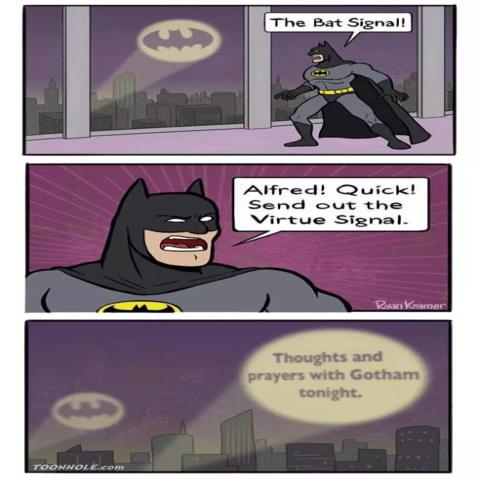 The Bat Signal!
Alfred! Quick!
Send out the
Virtue Signal.
Ryan Kramer
Thoughts and
prayers with Gotham
tonight.
TOONHOLE.com